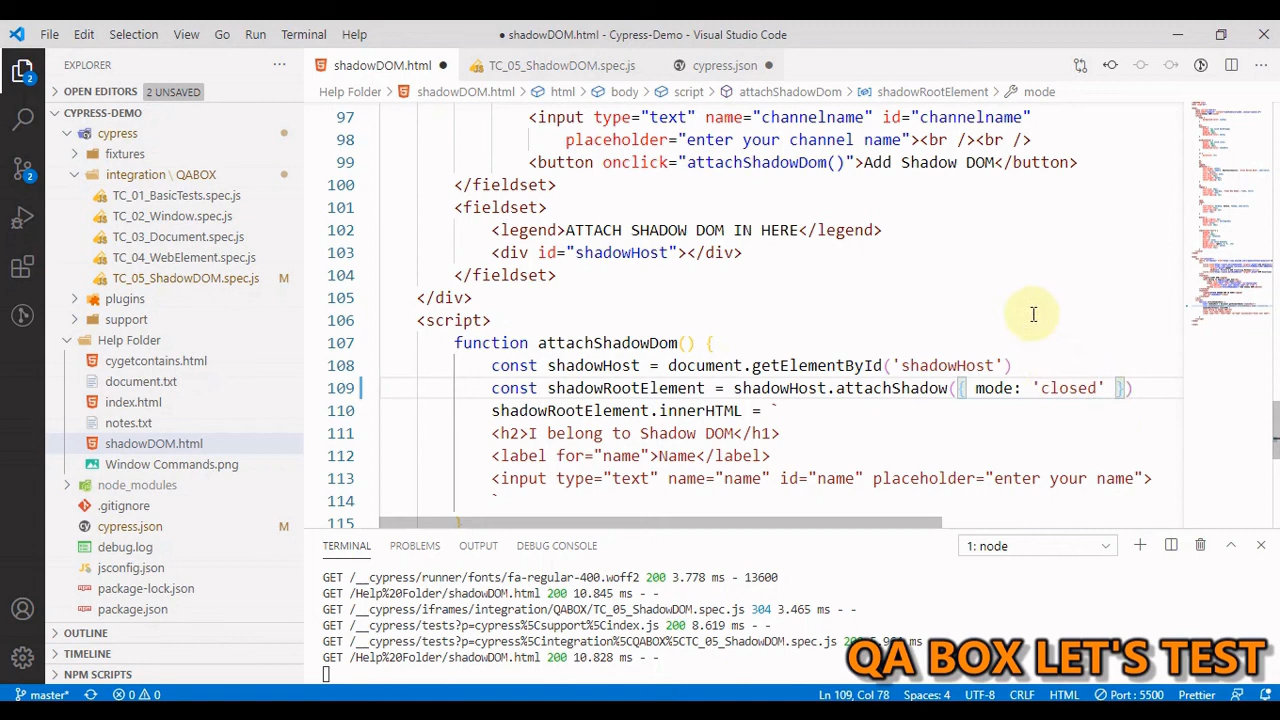 File Edit Selection View Go Run Terminal Help
● shadowDOM.html - Cypress-Demo - Visual Studio Code
EXPLORER
OPEN EDITORS 2 UNSAVED
CYPRESS-DEMO
cypress
fixtures
integration \ QABOX
TC_01_BasicTests.spec.js
TC_02_Window.spec.js
TC_03_Document.spec.js
TC_04_WebElement.spec.js
TC_05_ShadowDOM.spec.js M
plugins
support
Help Folder
cygetcontains.html
document.txt
index.html
notes.txt
shadowDOM.html
Window Commands.png
node_modules
.gitignore
cypress.json M
debug.log
jsconfig.json
package-lock.json
package.json
OUTLINE
TIMELINE
NPM SCRIPTS
2
2
shadowDOM.html TC_05_ShadowDOM.spec.js cypress.json
Help Folder > shadowDOM.html > html > body > script > attachShadowDom > shadowRootElement > mode
97 <input type="text" name="channelname" id="channelname"
98 placeholder="enter your channel name"><br /><br />
99 <button onclick="attachShadowDom()">Add Shadow DOM</button>
100 </fieldset>
101 <fieldset>
102 <legend>ATTACH SHADOW DOM IN HERE</legend>
103 <div id="shadowHost"></div>
104 </fieldset>
105 </div>
106 <script>
107 function attachShadowDom() {
108 const shadowHost = document.getElementById('shadowHost')
109 const shadowRootElement = shadowHost.attachShadow({ mode: 'closed' })
110 shadowRootElement.innerHTML = `
111 <h2>I belong to Shadow DOM</h1>
112 <label for="name">Name</label>
113 <input type="text" name="name" id="name" placeholder="enter your name">
114 `
115 }
TERMINAL PROBLEMS OUTPUT DEBUG CONSOLE 1: node
GET /__cypress/runner/fonts/fa-regular-400.woff2 200 3.778 ms - 13600
GET /Help%20Folder/shadowDOM.html 200 10.845 ms - -
GET /__cypress/iframes/integration/QABOX/TC_05_ShadowDOM.spec.js 304 3.465 ms - -
GET /__cypress/tests?p=cypress%5Csupport%5Cindex.js 200 8.619 ms - -
GET /__cypress/tests?p=cypress%5Cintegration%5CQABOX%5CTC_05_ShadowDOM.spec.js ms - -
GET /Help%20Folder/shadowDOM.html 200 10.828 ms - -
QA BOX LET'S TEST
master* 0 0 Ln 109, Col 78 Spaces: 4 UTF-8 CRLF HTML Port : 5500 Prettier